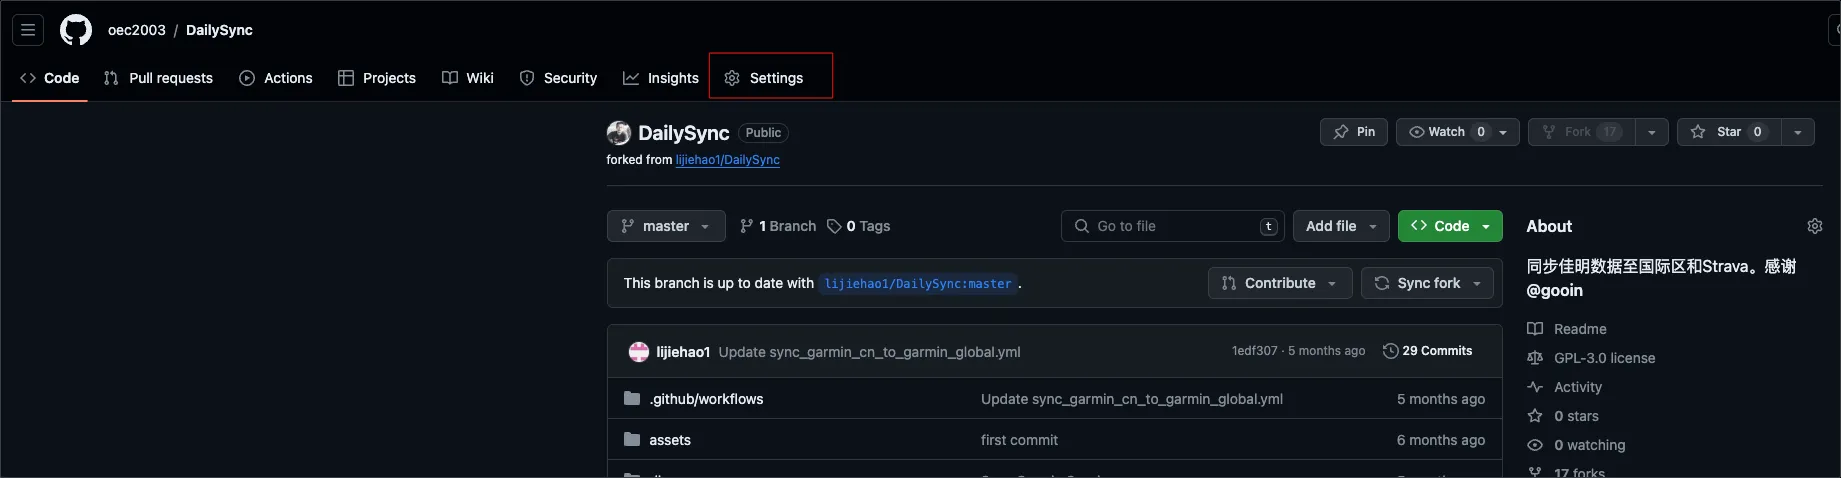 oec2003 / DailySync
Code Pull requests Actions Projects Wiki Security Insights Settings
DailySync Public
Pin Watch 0 Fork 17 Star 0
forked from lijiehao1/DailySync
master 1 Branch 0 Tags Go to file t Add file Code
About
同步佳明数据至国际区和Strava。感谢
@gooin
This branch is up to date with lijiehao1/DailySync:master .
Contribute Sync fork
Readme
lijiehao1 Update sync_garmin_cn_to_garmin_global.yml 1edf307 · 5 months ago 29 Commits
GPL-3.0 license
Activity
.github/workflows Update sync_garmin_cn_to_garmin_global.yml 5 months ago
0 stars
assets first commit 6 months ago
0 watching
17 forks